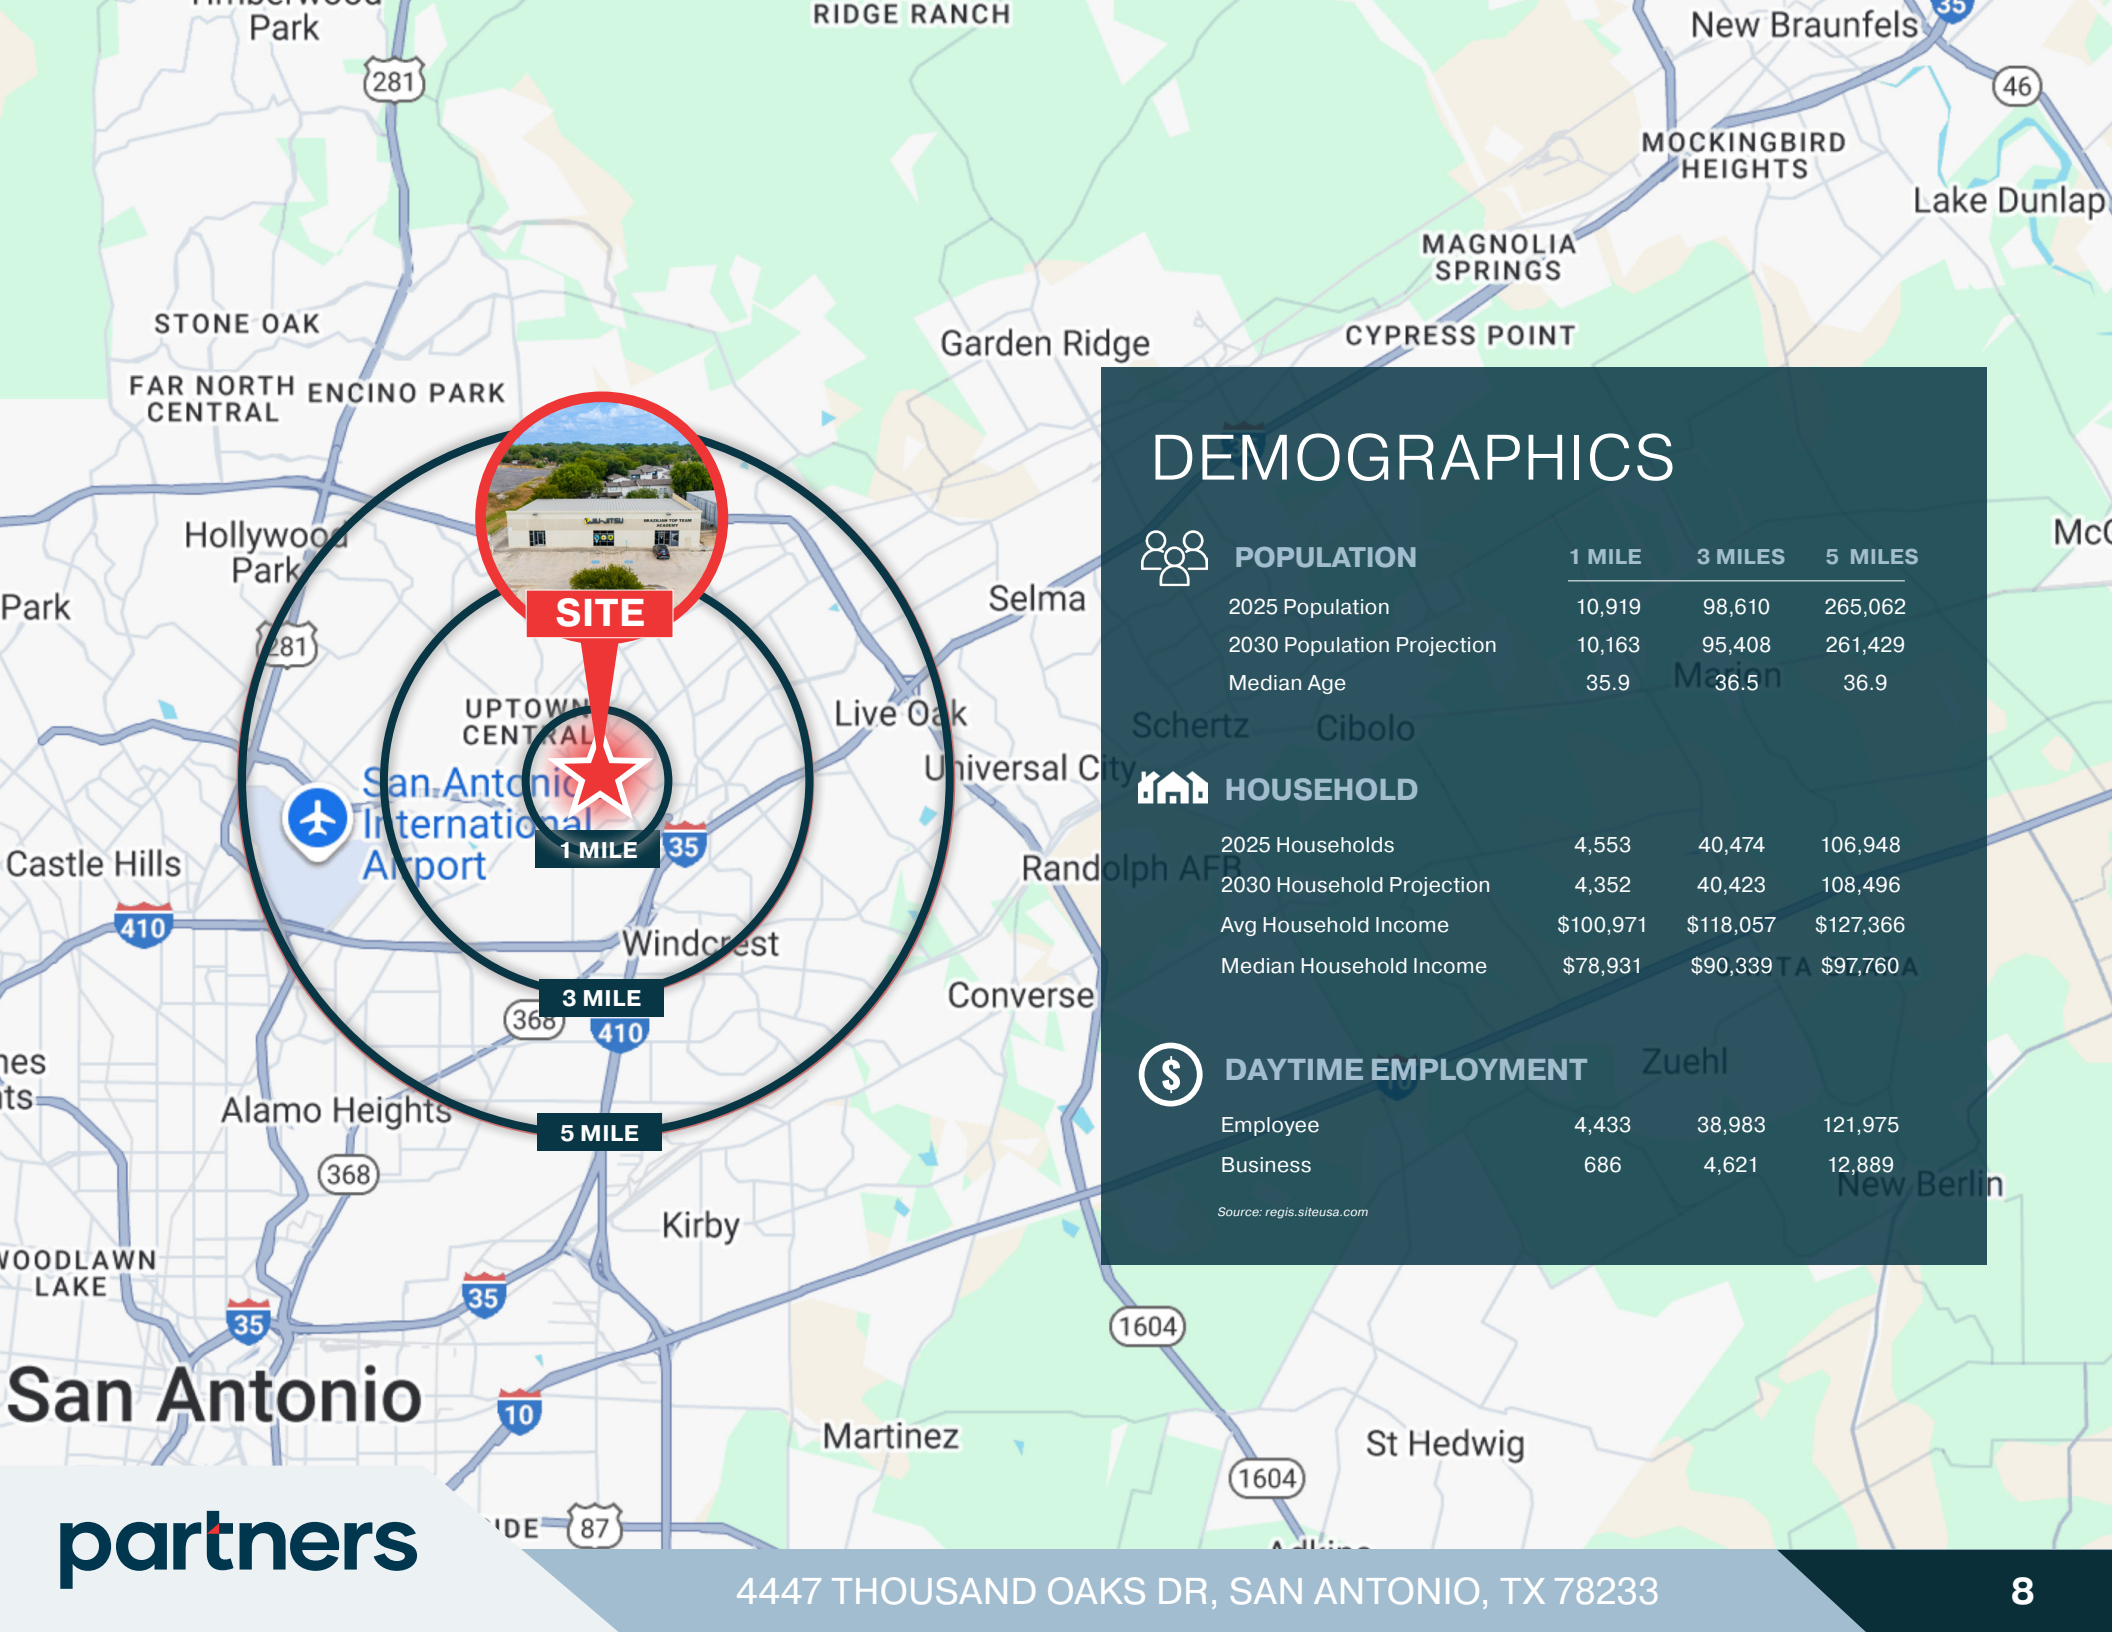 Park
RIDGE RANCH
New Braunfels
35
281
46
MOCKINGBIRD
HEIGHTS
Lake Dunlap
MAGNOLIA
SPRINGS
STONE OAK
Garden Ridge
CYPRESS POINT
FAR NORTH
CENTRAL
ENCINO PARK
Hollywood
Park
JIU-JITSU
BRAZILIAN TOP TEAM
ACADEMY
SITE
Park
281
Selma
UPTOWN
CENTRAL
Live Oak
Universal City
San Antonio
International
Airport
1 MILE
35
Castle Hills
Randolph AFB
410
Windcrest
3 MILE
368
410
Converse
Alamo Heights
5 MILE
368
Kirby
WOODLAWN
LAKE
35
35
San Antonio
10
1604
Martinez
St Hedwig
1604
87
DEMOGRAPHICS
POPULATION 1 MILE 3 MILES 5 MILES
2025 Population 10,919 98,610 265,062
2030 Population Projection 10,163 95,408 261,429
Median Age 35.9 36.5 36.9
Marion
Schertz
Cibolo
HOUSEHOLD
2025 Households 4,553 40,474 106,948
2030 Household Projection 4,352 40,423 108,496
Avg Household Income $100,971 $118,057 $127,366
Median Household Income $78,931 $90,339 $97,760
DAYTIME EMPLOYMENT
Zuehl
Employee 4,433 38,983 121,975
Business 686 4,621 12,889
New Berlin
Source: regis.siteusa.com
partners
4447 THOUSAND OAKS DR, SAN ANTONIO, TX 78233
8